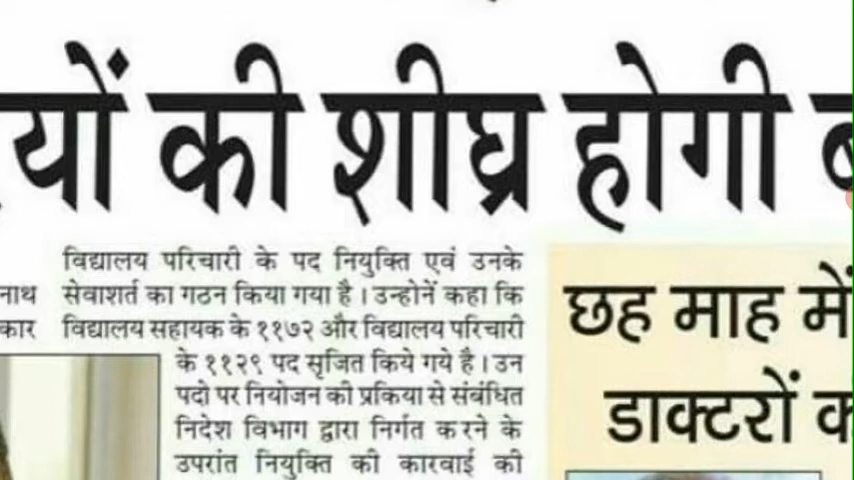 यों की शीघ्र होगी
विद्यालय परिचारी के पद नियुक्ति एवं उनके
सेवाशर्त का गठन किया गया है । उन्होनें कहा कि
विद्यालय सहायक के ११७२ और विद्यालय परिचारी
के ११२९ पद सृजित किये गये है । उन
पदो पर नियोजन की प्रकिया से संबंधित
निदेश विभाग द्वारा निर्गत करने के
उपरांत नियुक्ति की कारवाई की
नाथ
कार
छह माह में
डाक्टरों